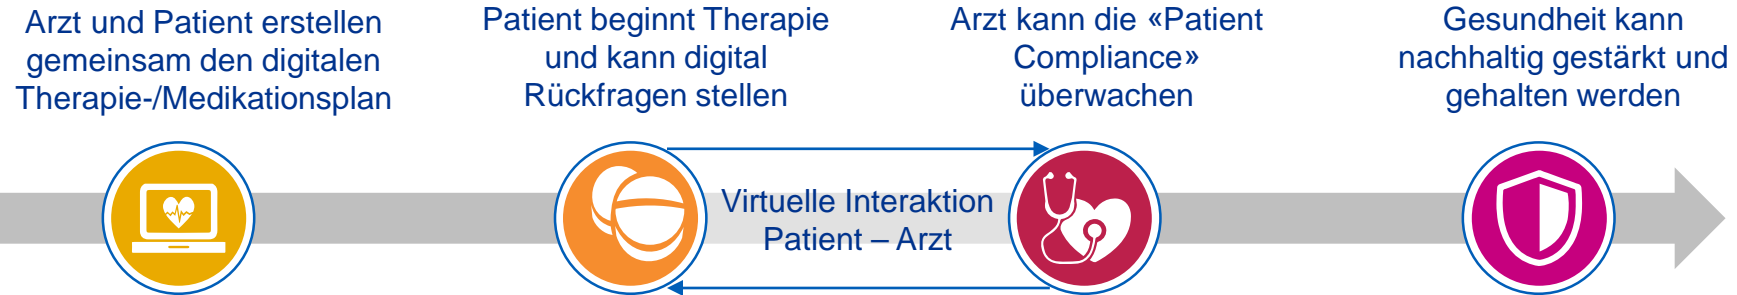 Arzt und Patient erstellen
gemeinsam den digitalen
Therapie-/Medikationsplan
Patient beginnt Therapie
und kann digital
Rückfragen stellen
Arzt kann die «Patient
Compliance»
überwachen
Gesundheit kann
nachhaltig gestärkt und
gehalten werden
Virtuelle Interaktion
Patient – Arzt